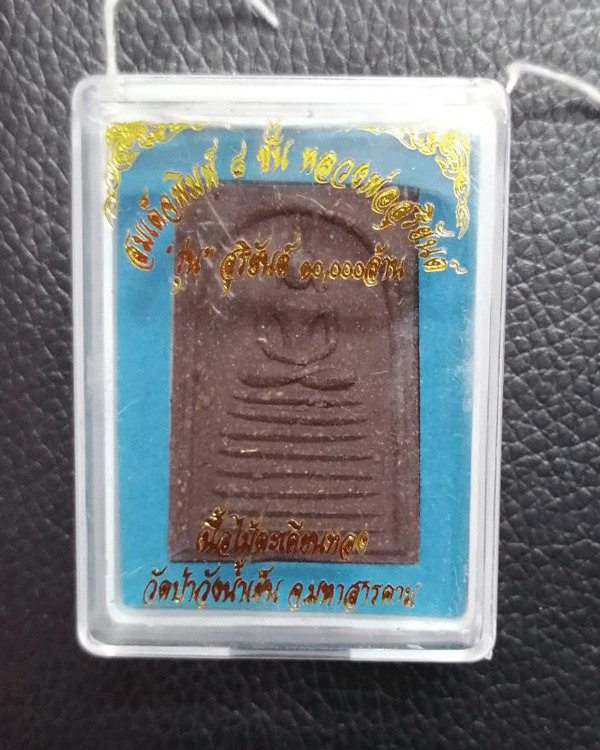 สมเด็จพิมพ์ ๘ ชั้น หลวงพ่อสุริยันต์
"รุ่น" สุริยันต์ ๑๐,๐๐๐ล้าน
เนื้อไม้ตะเคียนทอง
วัดป่าวังน้ำเย็น จ.มหาสารคาม